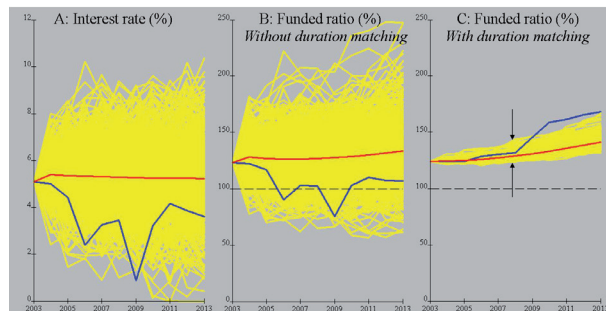 A: Interest rate (%)
12
10
8
6
4
2
0
2003 2005 2007 2009 2011 2013
B: Funded ratio (%)
Without duration matching
250
200
150
100
50
0
2003 2005 2007 2009 2011 2013
C: Funded ratio (%)
With duration matching
250
200
150
100
50
0
2003 2005 2007 2009 2011 2013